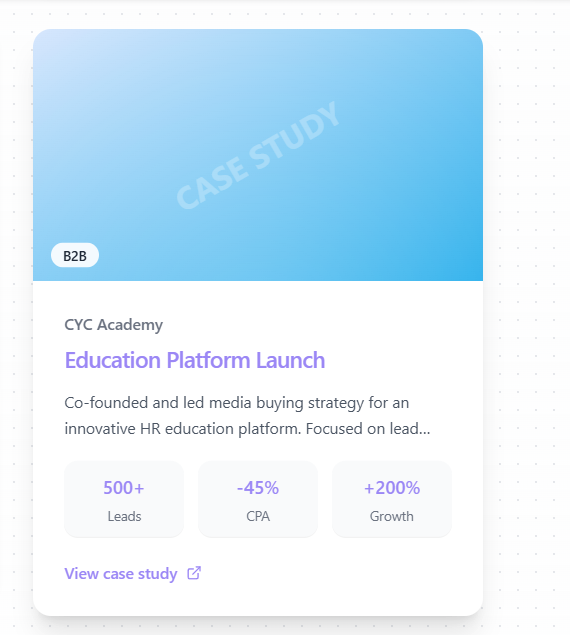 CASE STUDY
B2B
CYC Academy
Education Platform Launch
Co-founded and led media buying strategy for an
innovative HR education platform. Focused on lead...
500+ -45% +200%
Leads CPA Growth
View case study